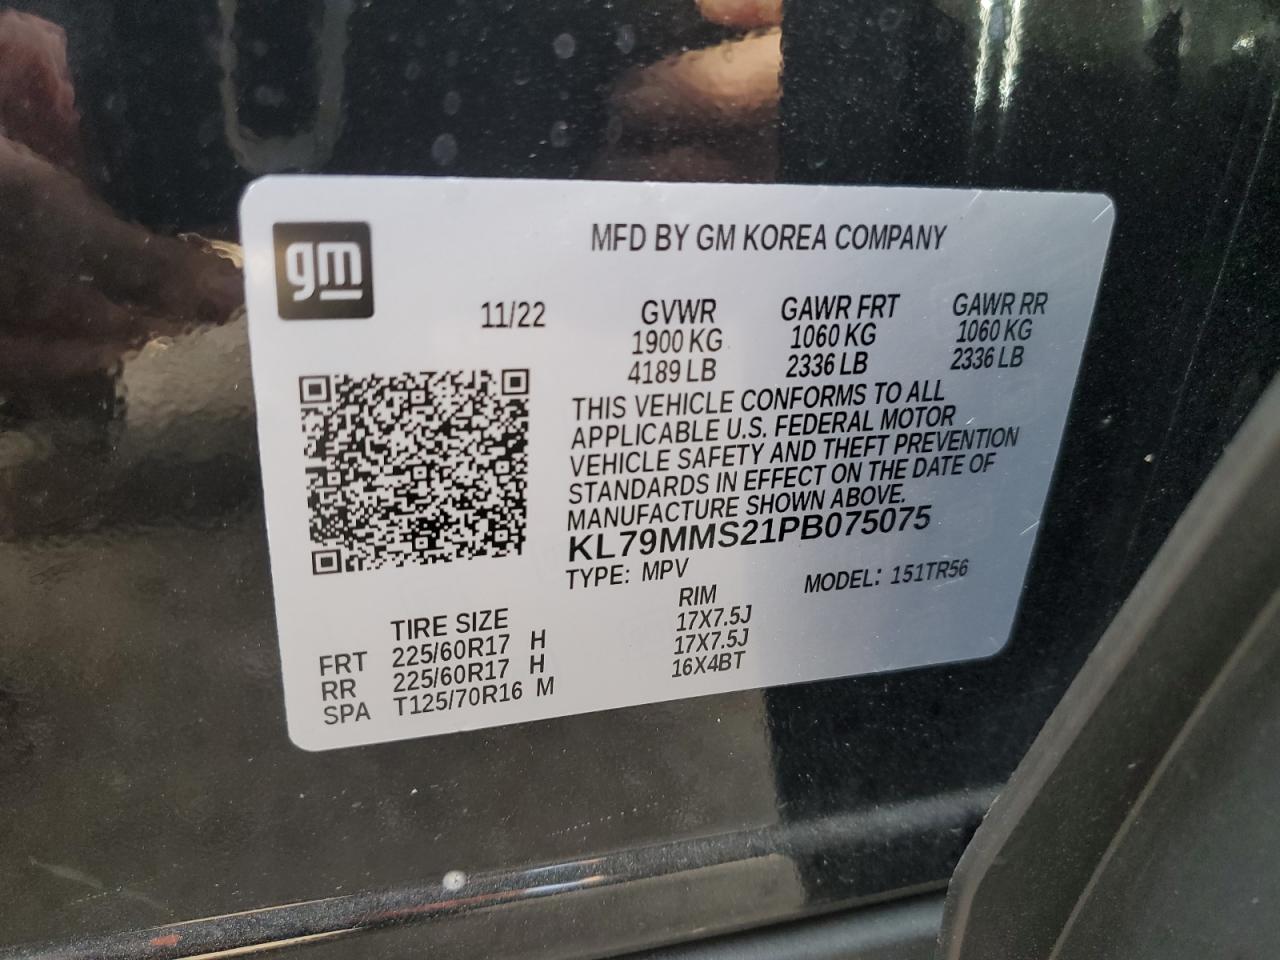 gm
MFD BY GM KOREA COMPANY
11/22 GVWR GAWR FRT GAWR RR
1900 KG 1060 KG 1060 KG
4189 LB 2336 LB 2336 LB
THIS VEHICLE CONFORMS TO ALL
APPLICABLE U.S. FEDERAL MOTOR
VEHICLE SAFETY AND THEFT PREVENTION
STANDARDS IN EFFECT ON THE DATE OF
MANUFACTURE SHOWN ABOVE.
KL79MMS21PB075075
TYPE: MPV MODEL: 151TR56
TIRE SIZE RIM
FRT 225/60R17 H 17X7.5J
RR 225/60R17 H 17X7.5J
SPA T125/70R16 M 16X4BT